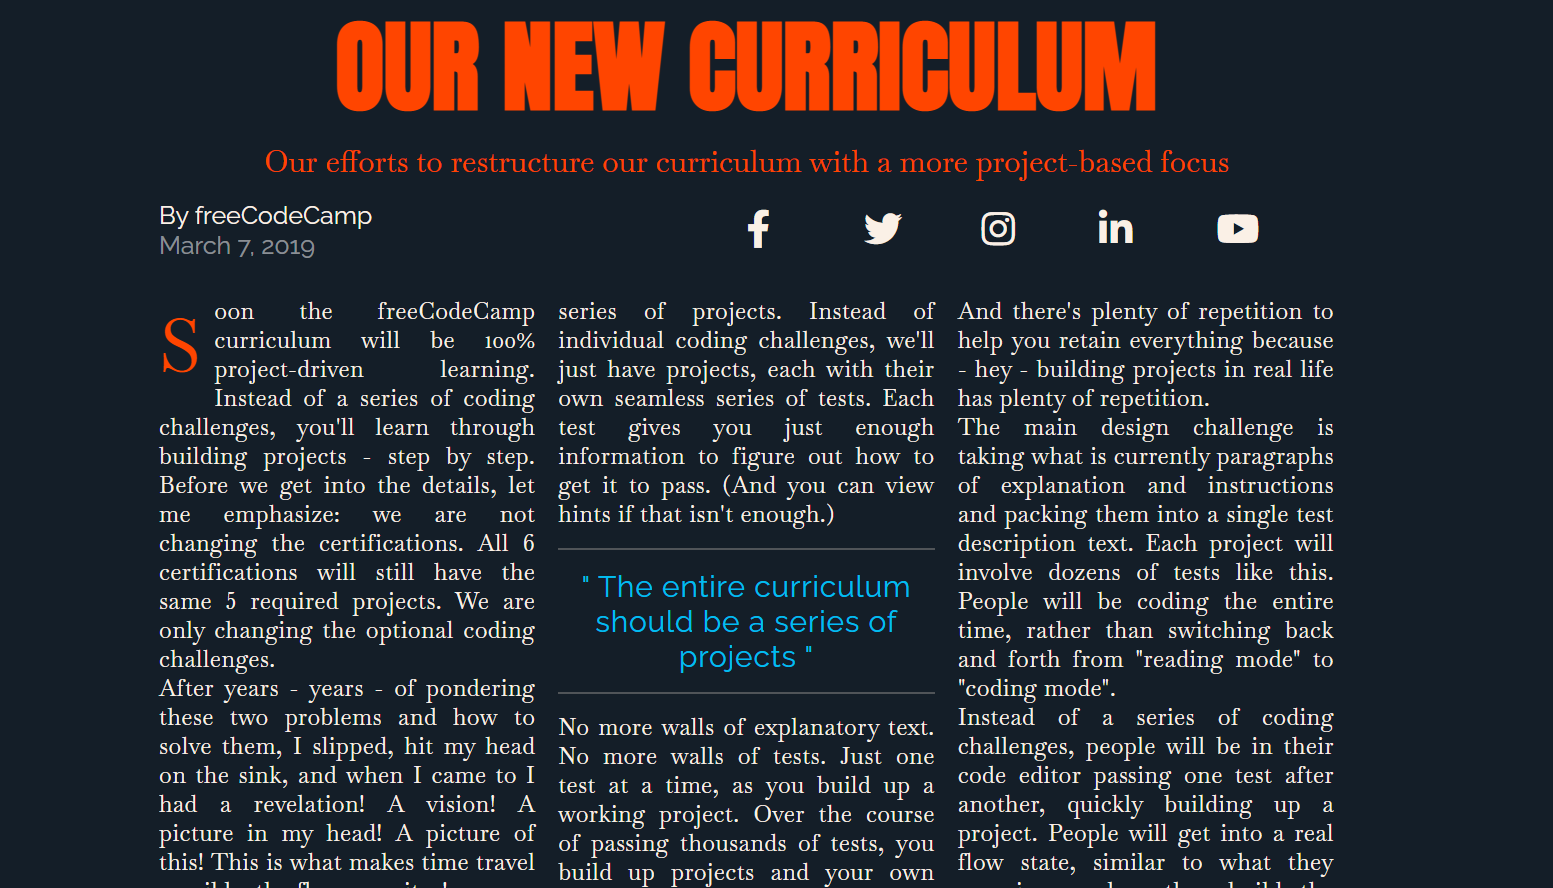 OUR NEW CURRICULUM
Our efforts to restructure our curriculum with a more project-based focus
By freeCodeCamp
March 7, 2019
Soon the freeCodeCamp
curriculum will be 100%
project-driven learning.
Instead of a series of coding
challenges, you'll learn through
building projects - step by step.
Before we get into the details, let
me emphasize: we are not
changing the certifications. All 6
certifications will still have the
same 5 required projects. We are
only changing the optional coding
challenges.
After years - years - of pondering
these two problems and how to
solve them, I slipped, hit my head
on the sink, and when I came to I
had a revelation! A vision! A
picture in my head! A picture of
this! This is what makes time travel
series of projects. Instead of
individual coding challenges, we'll
just have projects, each with their
own seamless series of tests. Each
test gives you just enough
information to figure out how to
get it to pass. (And you can view
hints if that isn't enough.)
" The entire curriculum
should be a series of
projects "
No more walls of explanatory text.
No more walls of tests. Just one
test at a time, as you build up a
working project. Over the course
of passing thousands of tests, you
build up projects and your own
And there's plenty of repetition to
help you retain everything because
- hey - building projects in real life
has plenty of repetition.
The main design challenge is
taking what is currently paragraphs
of explanation and instructions
and packing them into a single test
description text. Each project will
involve dozens of tests like this.
People will be coding the entire
time, rather than switching back
and forth from "reading mode" to
"coding mode".
Instead of a series of coding
challenges, people will be in their
code editor passing one test after
another, quickly building up a
project. People will get into a real
flow state, similar to what they